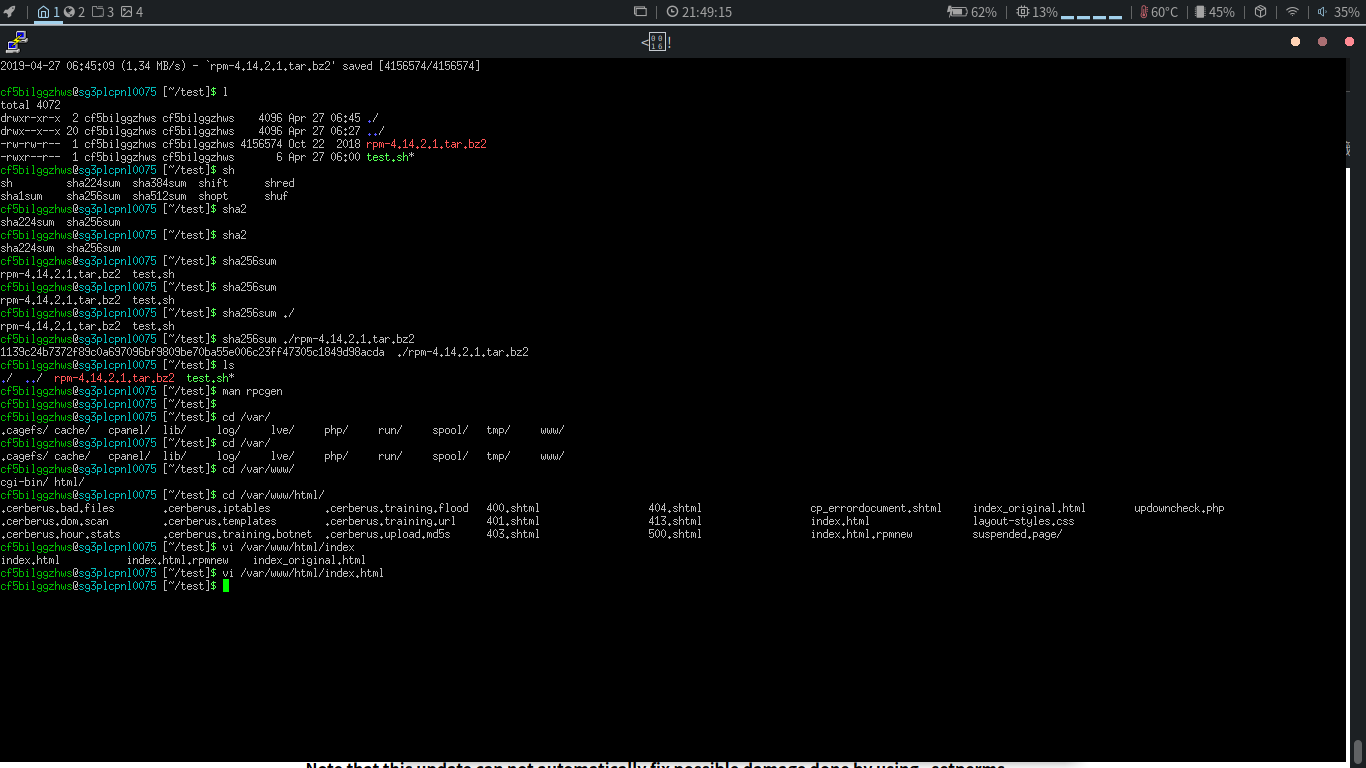 1 2 3 4 21:49:15 62% 13% 60°C 45% 35%
< 00 16 !
2019-04-27 06:45:09 (1.34 MB/s) - `rpm-4.14.2.1.tar.bz2' saved [4156574/4156574]
cf5bilggzhws@sg3plcpnl0075 [~/test]$ l
total 4072
drwxr-xr-x  2 cf5bilggzhws cf5bilggzhws    4096 Apr 27 06:45 ./
drwx--x--x 20 cf5bilggzhws cf5bilggzhws    4096 Apr 27 06:27 ../
-rw-rw-r--  1 cf5bilggzhws cf5bilggzhws 4156574 Oct 22  2018 rpm-4.14.2.1.tar.bz2
-rwxr--r--  1 cf5bilggzhws cf5bilggzhws       6 Apr 27 06:00 test.sh*
cf5bilggzhws@sg3plcpnl0075 [~/test]$ sh
sh         sha224sum  sha384sum  shift      shred
sha1sum    sha256sum  sha512sum  shopt      shuf
cf5bilggzhws@sg3plcpnl0075 [~/test]$ sha2
sha224sum  sha256sum
cf5bilggzhws@sg3plcpnl0075 [~/test]$ sha2
sha224sum  sha256sum
cf5bilggzhws@sg3plcpnl0075 [~/test]$ sha256sum
rpm-4.14.2.1.tar.bz2  test.sh
cf5bilggzhws@sg3plcpnl0075 [~/test]$ sha256sum
rpm-4.14.2.1.tar.bz2  test.sh
cf5bilggzhws@sg3plcpnl0075 [~/test]$ sha256sum ./
rpm-4.14.2.1.tar.bz2  test.sh
cf5bilggzhws@sg3plcpnl0075 [~/test]$ sha256sum ./rpm-4.14.2.1.tar.bz2
1139c24b7372f89c0a697096bf9809be70ba55e006c23ff47305c1849d98acda  ./rpm-4.14.2.1.tar.bz2
cf5bilggzhws@sg3plcpnl0075 [~/test]$ ls
./  ../  rpm-4.14.2.1.tar.bz2  test.sh*
cf5bilggzhws@sg3plcpnl0075 [~/test]$ man rpcgen
cf5bilggzhws@sg3plcpnl0075 [~/test]$
cf5bilggzhws@sg3plcpnl0075 [~/test]$ cd /var/
.cagefs/ cache/   cpanel/  lib/     log/     lve/     php/     run/     spool/   tmp/     www/
cf5bilggzhws@sg3plcpnl0075 [~/test]$ cd /var/
.cagefs/ cache/   cpanel/  lib/     log/     lve/     php/     run/     spool/   tmp/     www/
cf5bilggzhws@sg3plcpnl0075 [~/test]$ cd /var/www/
cgi-bin/ html/
cf5bilggzhws@sg3plcpnl0075 [~/test]$ cd /var/www/html/
.cerberus.bad.files        .cerberus.iptables         .cerberus.training.flood   400.shtml                  404.shtml                  cp_errordocument.shtml     index_original.html        updowncheck.php
.cerberus.dom.scan         .cerberus.templates        .cerberus.training.url     401.shtml                  413.shtml                  index.html                 layout-styles.css
.cerberus.hour.stats       .cerberus.training.botnet  .cerberus.upload.md5s      403.shtml                  500.shtml                  index.html.rpmnew          suspended.page/
cf5bilggzhws@sg3plcpnl0075 [~/test]$ vi /var/www/html/index
index.html           index.html.rpmnew    index_original.html
cf5bilggzhws@sg3plcpnl0075 [~/test]$ vi /var/www/html/index.html
cf5bilggzhws@sg3plcpnl0075 [~/test]$
Note that this update can not automatically fix possible damage done by using --setperms